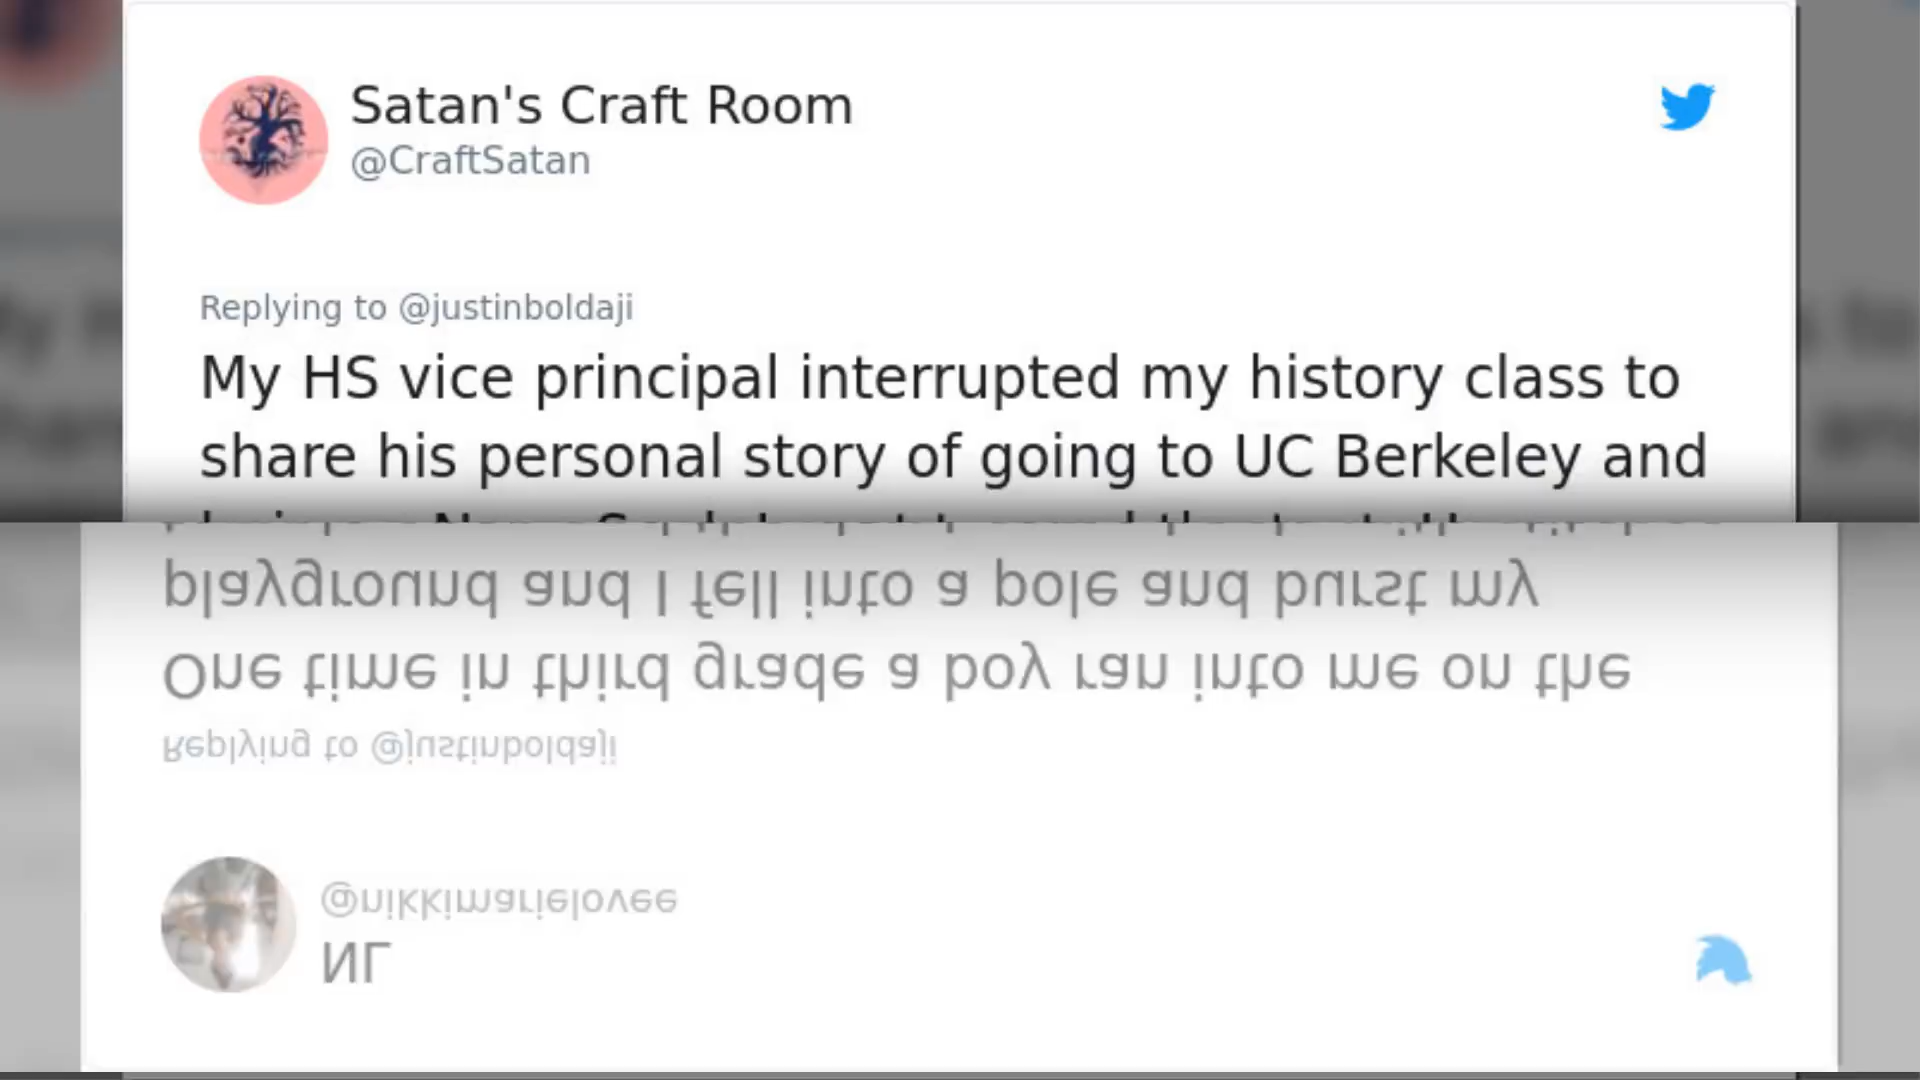 Satan's Craft Room
@CraftSatan
Replying to @justinboldaji
My HS vice principal interrupted my history class to
share his personal story of going to UC Berkeley and
playground and I fell into a pole and burst my
One time in third grade a boy ran into me on the
Replying to @justinboldaji
@nikkimarielovee
NL